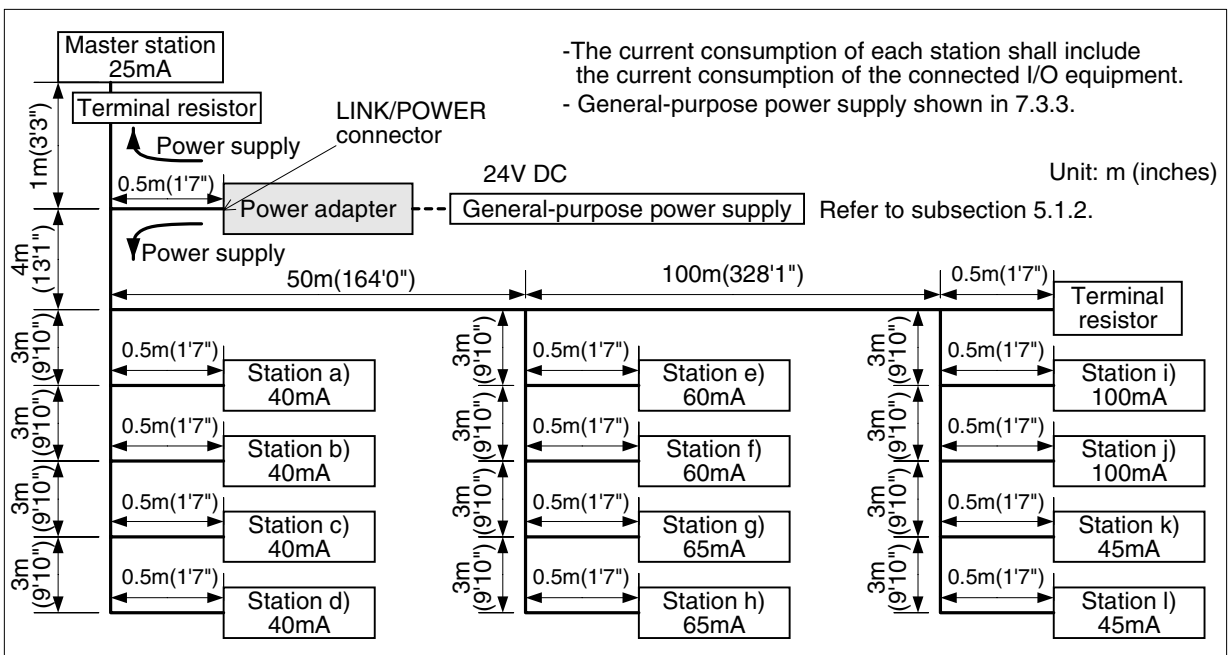 Master station
25mA
-The current consumption of each station shall include
the current consumption of the connected I/O equipment.
- General-purpose power supply shown in 7.3.3.
Terminal resistor
LINK/POWER
connector
1m(3'3")
Power supply
Unit: m (inches)
0.5m(1'7")
24V DC
Power adapter
General-purpose power supply
Refer to subsection 5.1.2.
Power supply
4m
(13'1")
50m(164'0")
100m(328'1")
0.5m(1'7")
Terminal
resistor
3m
(9'10")
0.5m(1'7")
Station a)
40mA
3m
(9'10")
0.5m(1'7")
Station e)
60mA
3m
(9'10")
0.5m(1'7")
Station i)
100mA
3m
(9'10")
0.5m(1'7")
Station b)
40mA
3m
(9'10")
0.5m(1'7")
Station f)
60mA
3m
(9'10")
0.5m(1'7")
Station j)
100mA
3m
(9'10")
0.5m(1'7")
Station c)
40mA
3m
(9'10")
0.5m(1'7")
Station g)
65mA
3m
(9'10")
0.5m(1'7")
Station k)
45mA
3m
(9'10")
0.5m(1'7")
Station d)
40mA
3m
(9'10")
0.5m(1'7")
Station h)
65mA
3m
(9'10")
0.5m(1'7")
Station l)
45mA